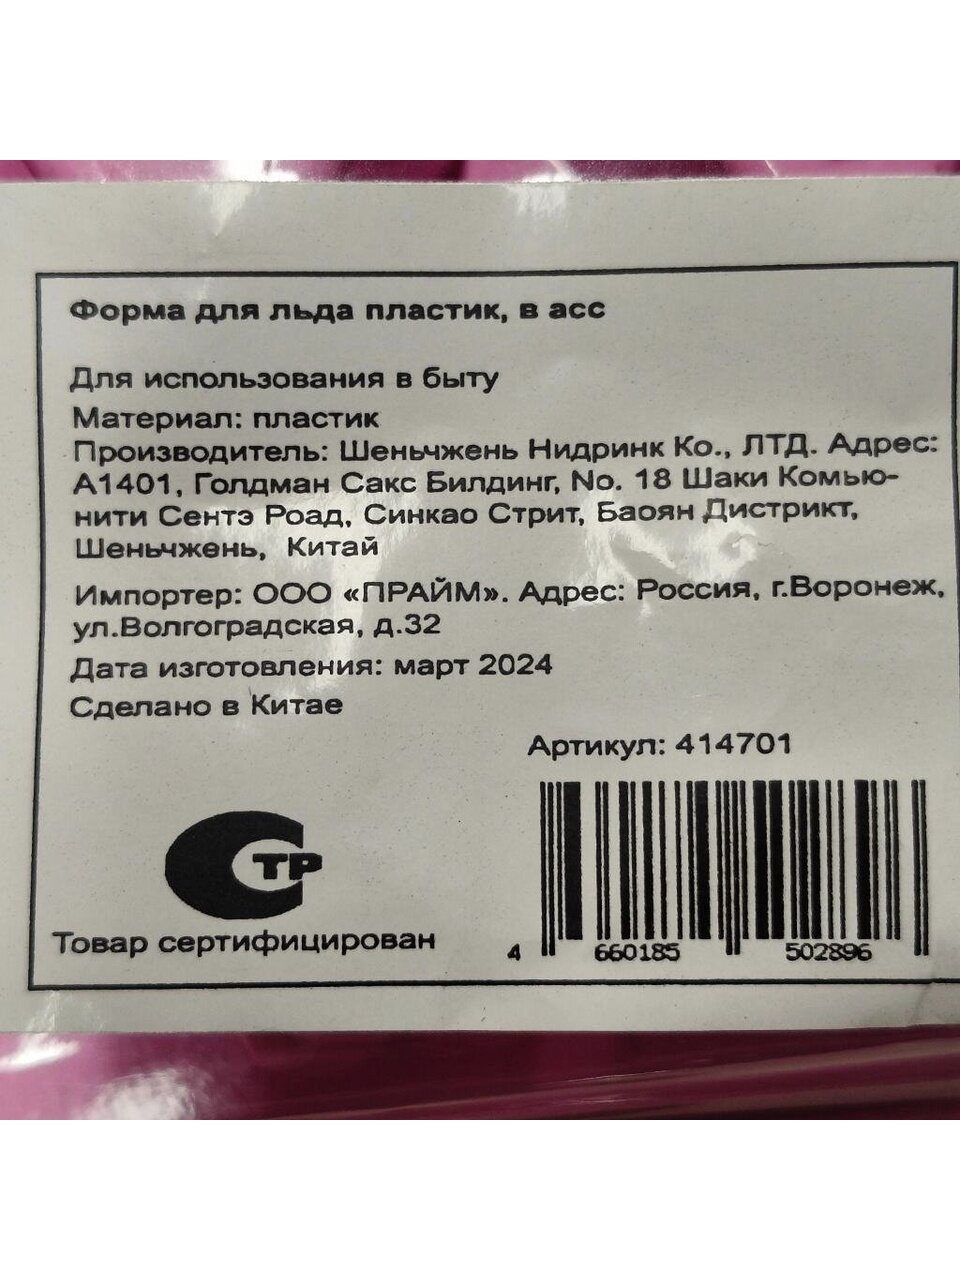 Форма для льда пластик, в асс
Для использования в быту
Материал: пластик
Производитель: Шеньчжень Нидринк Ко., ЛТД. Адрес:
А1401, Голдман Сакс Билдинг, No. 18 Шаки Комью-
нити Сентэ Роад, Синкао Стрит, Баоян Дистрикт,
Шеньчжень, Китай
Импортер: ООО «ПРАЙМ». Адрес: Россия, г.Воронеж,
ул.Волгоградская, д.32
Дата изготовления: март 2024
Сделано в Китае
Артикул: 414701
СТР
Товар сертифицирован
4 660185 502896